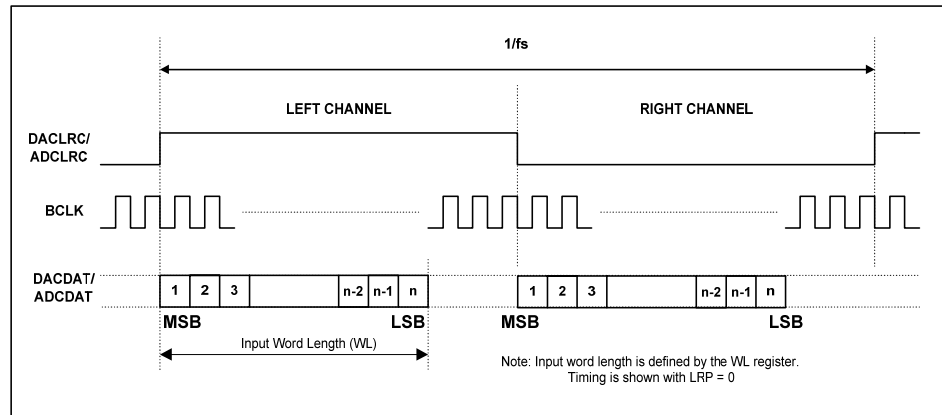 1/fs
LEFT CHANNEL
RIGHT CHANNEL
DACLRC/
ADCLRC
BCLK
DACDAT/
ADCDAT
1 2 3 n-2 n-1 n
1 2 3 n-2 n-1 n
MSB LSB
MSB LSB
Input Word Length (WL)
Note: Input word length is defined by the WL register.
Timing is shown with LRP = 0